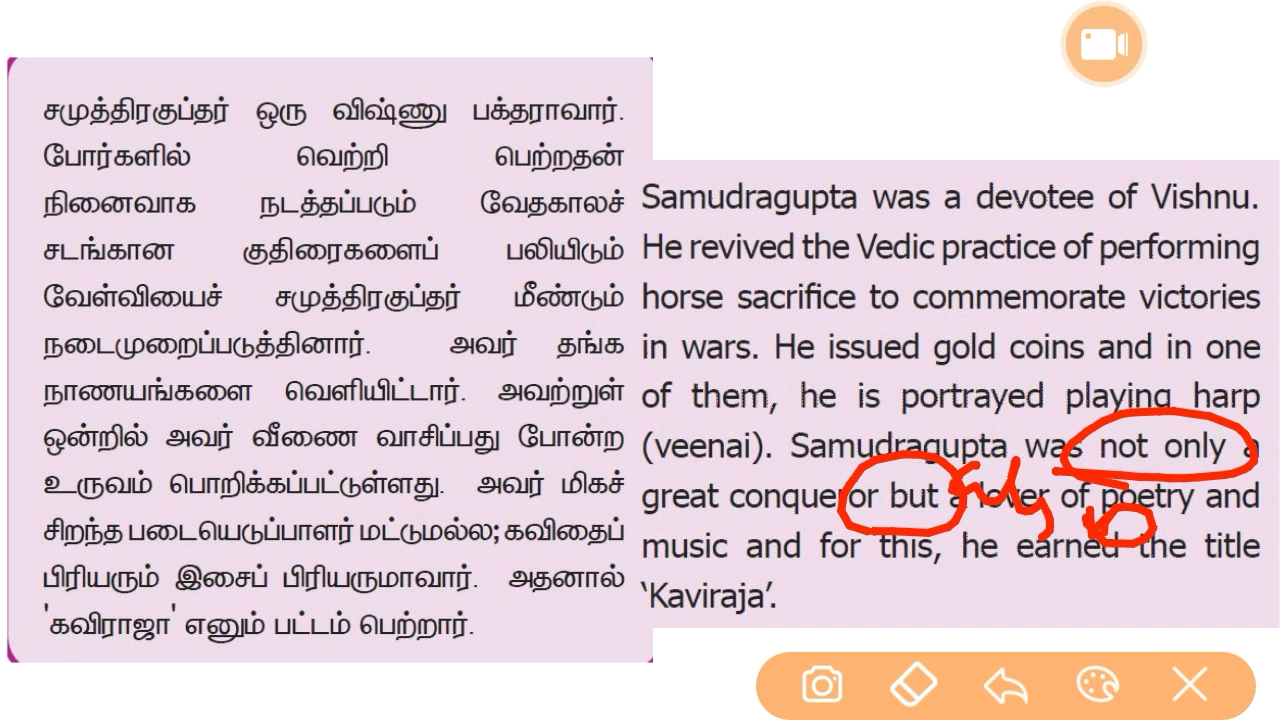 சமுத்திரகுப்தர் ஒரு விஷ்ணு பக்தராவார்.
போர்களில் வெற்றி பெற்றதன்
நினைவாக நடத்தப்படும் வேதகாலச்
சடங்கான குதிரைகளைப் பலியிடும்
வேள்வியைச் சமுத்திரகுப்தர் மீண்டும்
நடைமுறைப்படுத்தினார். அவர் தங்க
நாணயங்களை வெளியிட்டார். அவற்றுள்
ஒன்றில் அவர் வீணை வாசிப்பது போன்ற
உருவம் பொறிக்கப்பட்டுள்ளது. அவர் மிகச்
சிறந்த படையெடுப்பாளர் மட்டுமல்ல; கவிதைப்
பிரியரும் இசைப் பிரியருமாவார். அதனால்
'கவிராஜா' எனும் பட்டம் பெற்றார்.
Samudragupta was a devotee of Vishnu.
He revived the Vedic practice of performing
horse sacrifice to commemorate victories
in wars. He issued gold coins and in one
of them, he is portrayed playing harp
(veenai). Samudragupta was not only a
great conqueror but a lover of poetry and
music and for this, he earned the title
‘Kaviraja’.